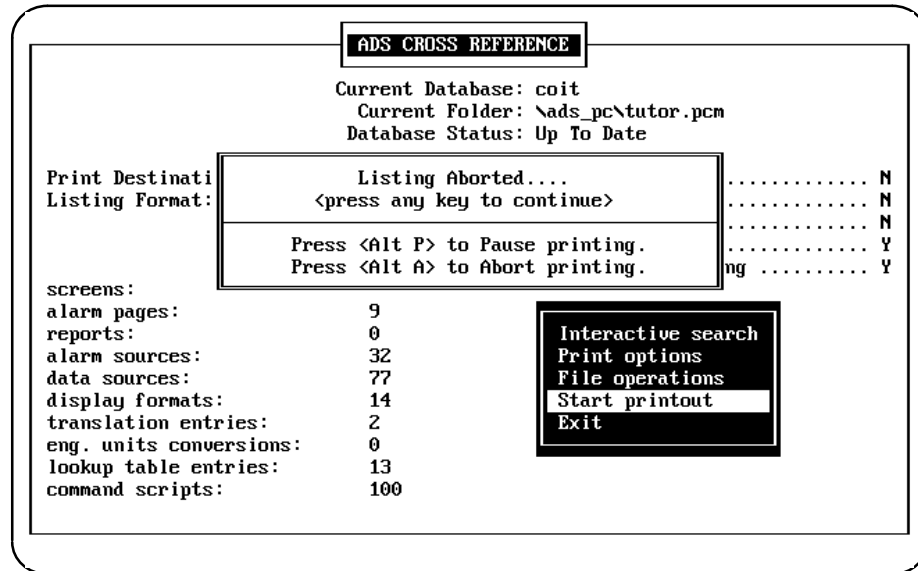 ADS CROSS REFERENCE
Current Database: coit
Current Folder: \ads_pc\tutor.pcm
Database Status: Up To Date
Print Destinati
Listing Format:
Listing Aborted....
<press any key to continue>
Press <Alt P> to Pause printing.
Press <Alt A> to Abort printing.
............. N
............. N
............. N
............. Y
ng .......... Y
screens:
alarm pages: 9
reports: 0
alarm sources: 32
data sources: 77
display formats: 14
translation entries: 2
eng. units conversions: 0
lookup table entries: 13
command scripts: 100
Interactive search
Print options
File operations
Start printout
Exit